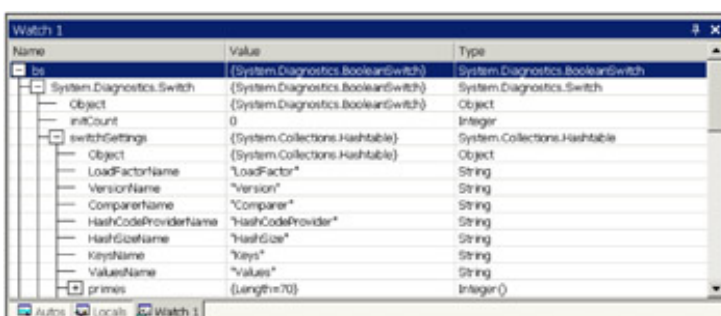 Watch 1
Name Value Type
bs {System.Diagnostics.BooleanSwitch} System.Diagnostics.BooleanSwitch
System.Diagnostics.Switch {System.Diagnostics.BooleanSwitch} System.Diagnostics.Switch
Object {System.Diagnostics.BooleanSwitch} Object
initCount 0 Integer
switchSettings {System.Collections.Hashtable} System.Collections.Hashtable
Object {System.Collections.Hashtable} Object
LoadFactorName "LoadFactor" String
VersionName "Version" String
ComparerName "Comparer" String
HashCodeProviderName "HashCodeProvider" String
HashSizeName "HashSize" String
KeysName "Keys" String
ValuesName "Values" String
primes {Length=70} Integer()
Autos Locals Watch 1